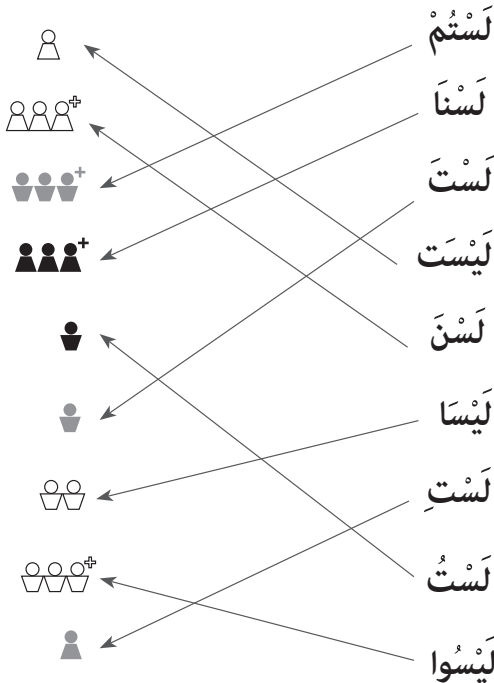 لَسْتُمْ
لَسْنَا
لَسْتَ
لَيْسَت
لَسْنَ
لَيْسَا
لَسْتِ
لَسْتُ
لَيْسُوا